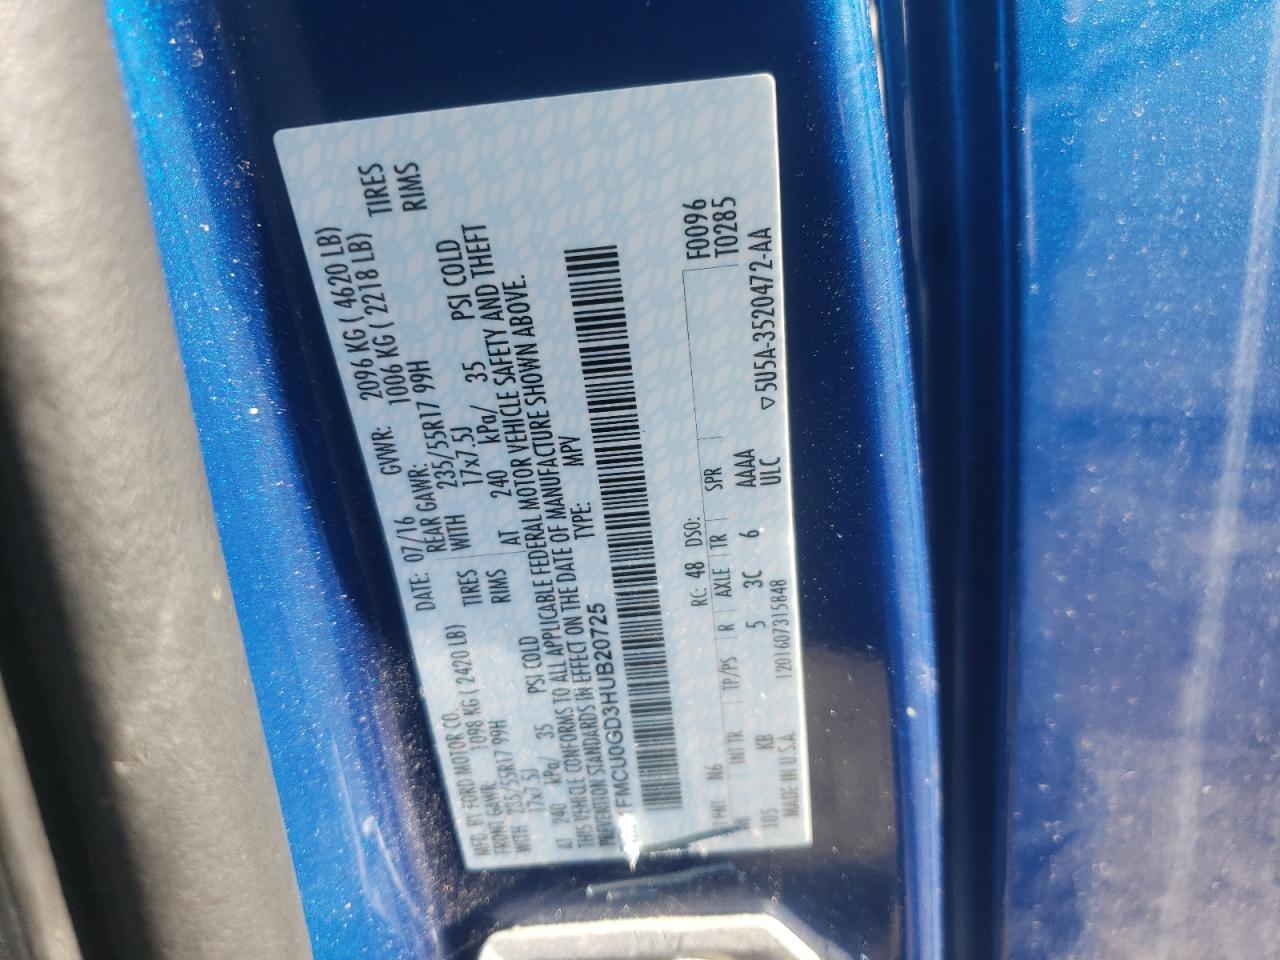 MFD. BY FORD MOTOR CO. DATE: 07/16 GVWR: 2096 KG ( 4620 LB)
FRONT GAWR: 1098 KG ( 2420 LB) REAR GAWR: 1006 KG ( 2218 LB)
WITH 235/55R17 99H TIRES WITH 235/55R17 99H TIRES
17x7.5J RIMS 17x7.5J RIMS
AT 240 kPa/ 35 PSI COLD AT 240 kPa/ 35 PSI COLD
THIS VEHICLE CONFORMS TO ALL APPLICABLE FEDERAL MOTOR VEHICLE SAFETY AND THEFT
PREVENTION STANDARDS IN EFFECT ON THE DATE OF MANUFACTURE SHOWN ABOVE.
FMCU0GD3HUB20725 TYPE: MPV
F0096
T0285
N6 RC: 48 DSO:
INT TR TP/PS R AXLE TR SPR
KB 5 3C 6 AAAA
ULC
MADE IN U.S.A. 1201607315848 ▽5U5A-3520472-AA